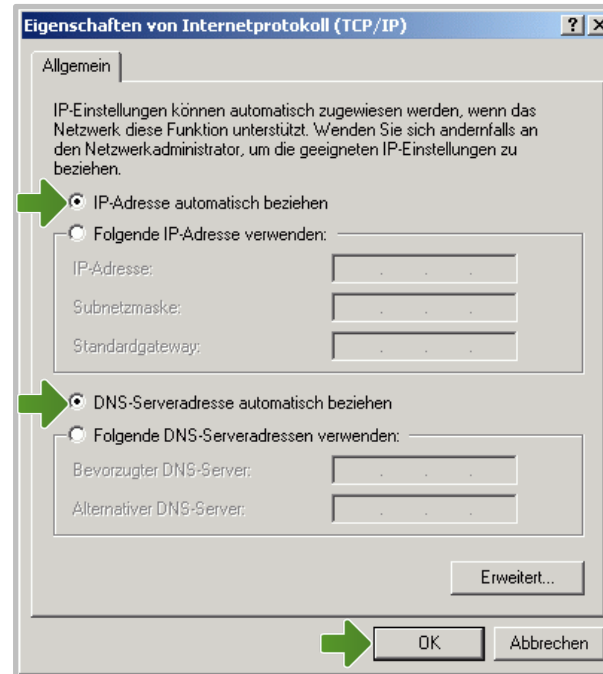 Eigenschaften von Internetprotokoll (TCP/IP)
Allgemein
IP-Einstellungen können automatisch zugewiesen werden, wenn das
Netzwerk diese Funktion unterstützt. Wenden Sie sich andernfalls an
den Netzwerkadministrator, um die geeigneten IP-Einstellungen zu
beziehen.
IP-Adresse automatisch beziehen
Folgende IP-Adresse verwenden:
IP-Adresse:
Subnetzmaske:
Standardgateway:
DNS-Serveradresse automatisch beziehen
Folgende DNS-Serveradressen verwenden:
Bevorzugter DNS-Server:
Alternativer DNS-Server:
Erweitert...
OK Abbrechen